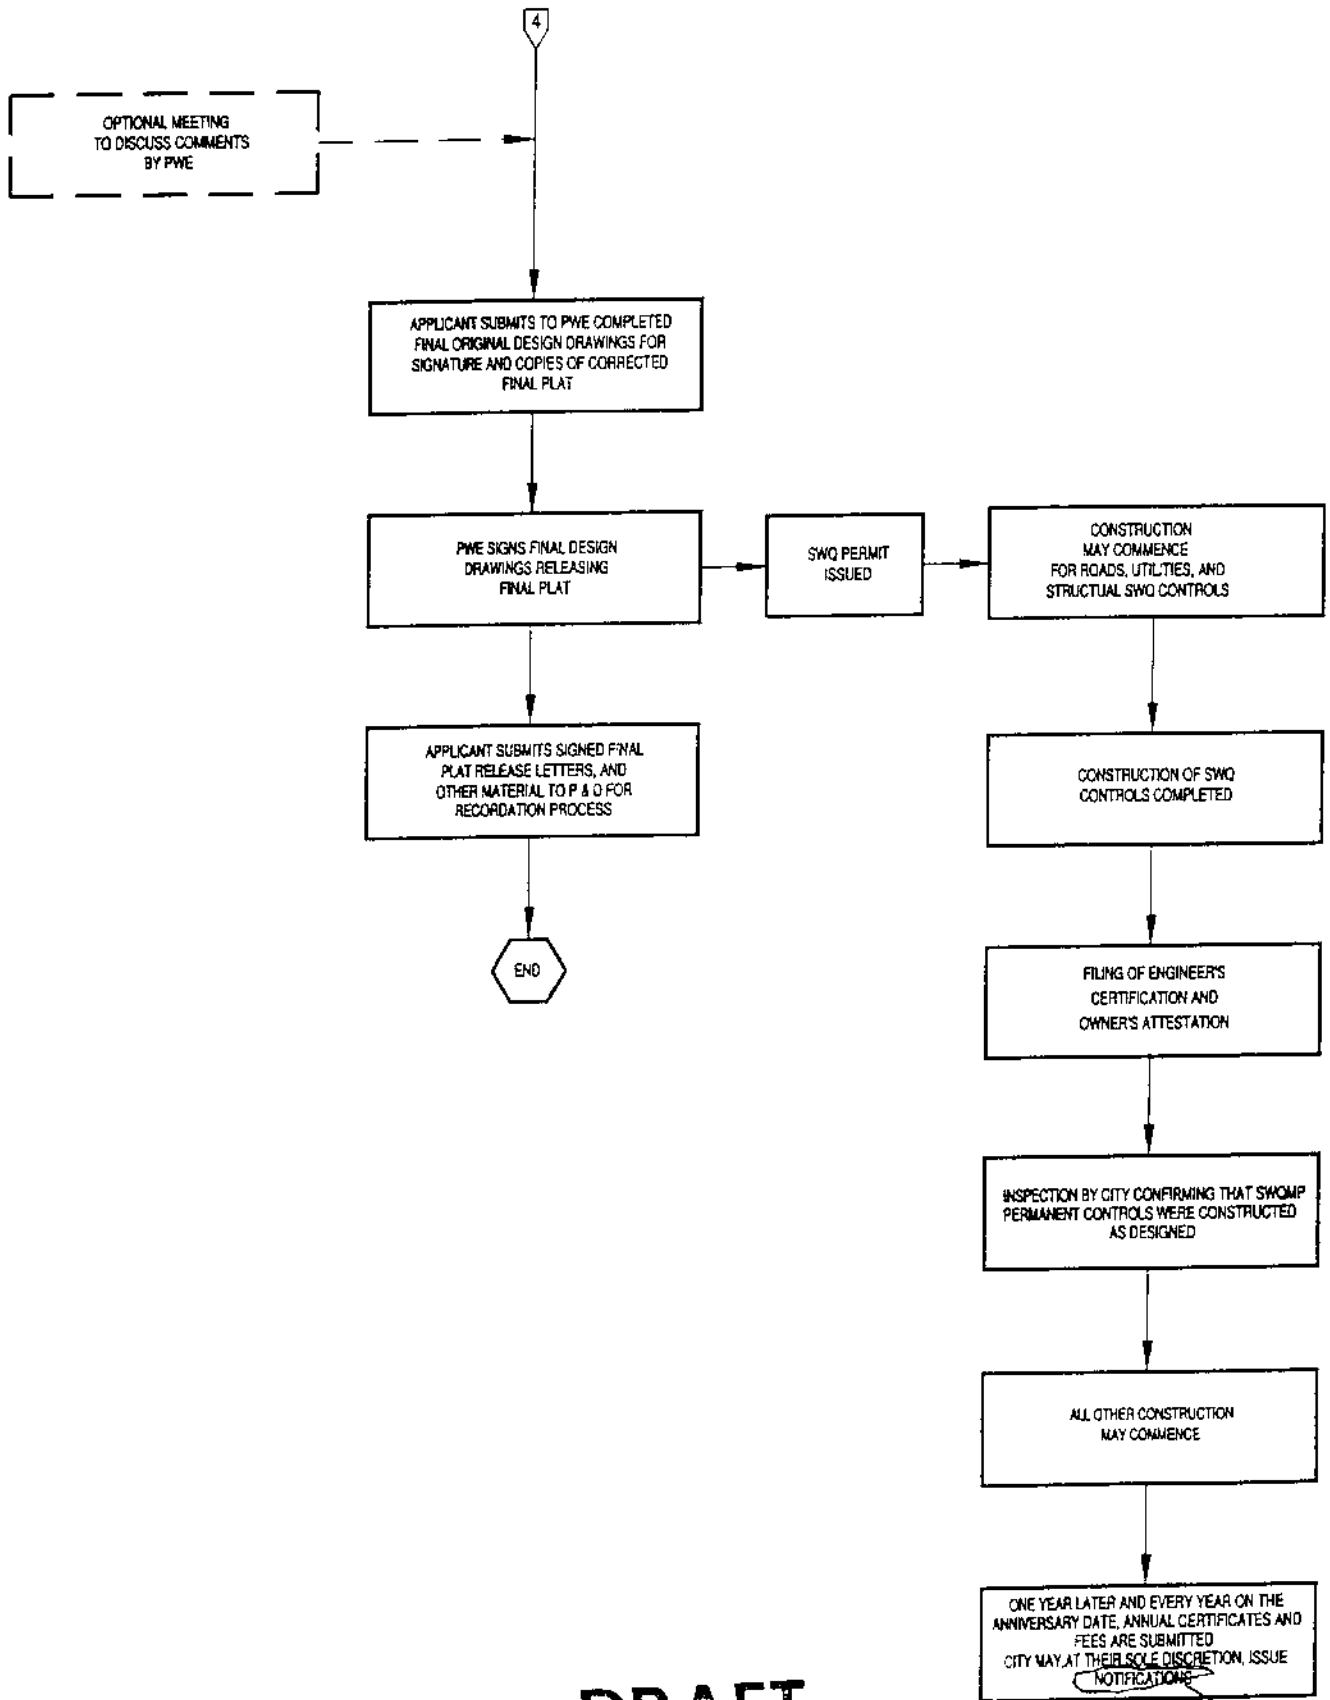 4
OPTIONAL MEETING
TO DISCUSS COMMENTS
BY PWE
APPLICANT SUBMITS TO PWE COMPLETED
FINAL ORIGINAL DESIGN DRAWINGS FOR
SIGNATURE AND COPIES OF CORRECTED
FINAL PLAT
PWE SIGNS FINAL DESIGN
DRAWINGS RELEASING
FINAL PLAT
SWQ PERMIT
ISSUED
CONSTRUCTION
MAY COMMENCE
FOR ROADS, UTILITIES, AND
STRUCTUAL SWQ CONTROLS
APPLICANT SUBMITS SIGNED FINAL
PLAT RELEASE LETTERS, AND
OTHER MATERIAL TO P & D FOR
RECORDATION PROCESS
CONSTRUCTION OF SWQ
CONTROLS COMPLETED
END
FILING OF ENGINEER'S
CERTIFICATION AND
OWNER'S ATTESTATION
INSPECTION BY CITY CONFIRMING THAT SWQMP
PERMANENT CONTROLS WERE CONSTRUCTED
AS DESIGNED
ALL OTHER CONSTRUCTION
MAY COMMENCE
ONE YEAR LATER AND EVERY YEAR ON THE
ANNIVERSARY DATE, ANNUAL CERTIFICATES AND
FEES ARE SUBMITTED
CITY MAY, AT THEIR SOLE DISCRETION, ISSUE
NOTIFICATIONS
DRAFT